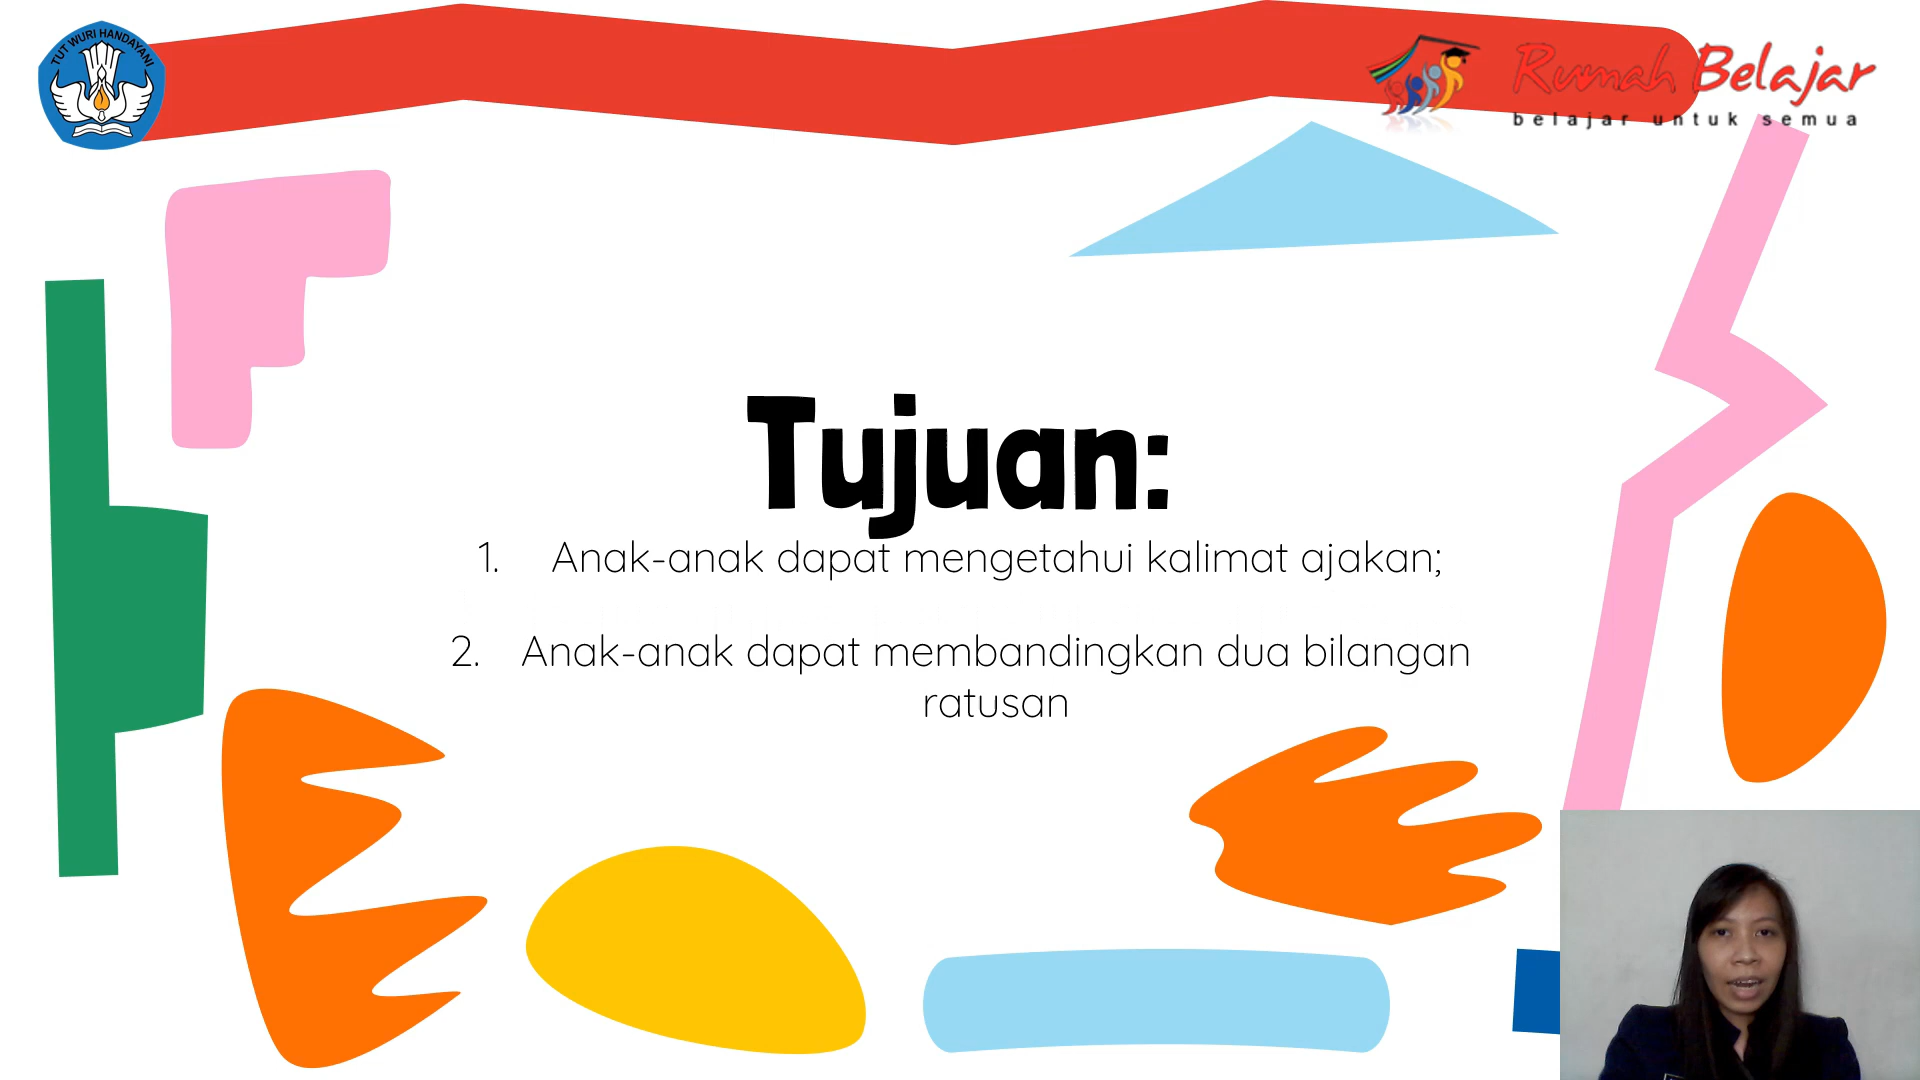 TUT WURI HANDAYANI
Rumah Belajar
belajar untuk semua
Tujuan:
1. Anak-anak dapat mengetahui kalimat ajakan;
2. Anak-anak dapat membandingkan dua bilangan
ratusan